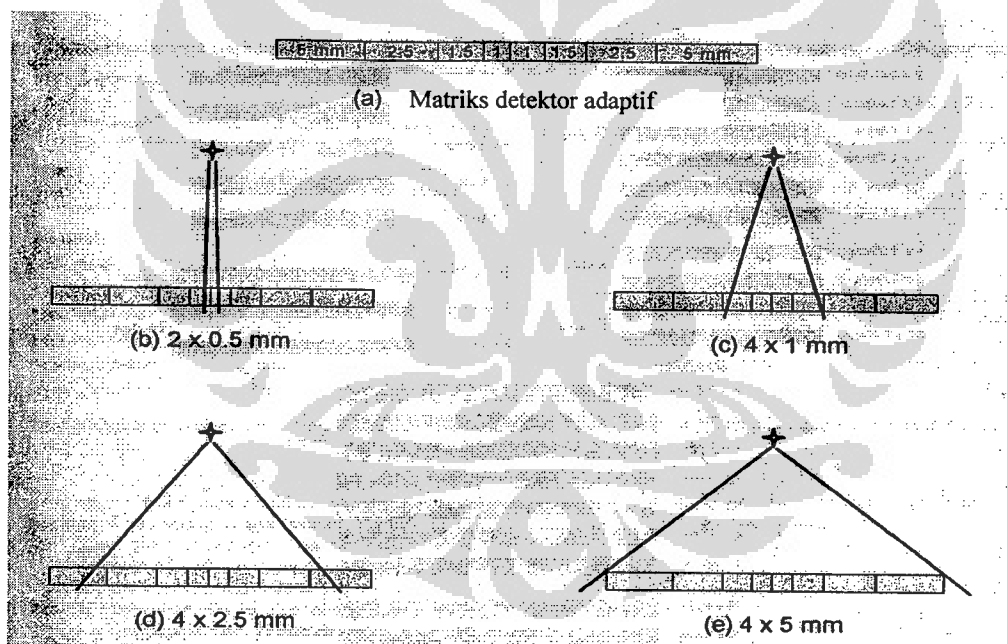 5 mm 2.5 1.5 1 1 1.5 2.5 5 mm
(a) Matriks detektor adaptif
(b) 2 x 0.5 mm
(c) 4 x 1 mm
(d) 4 x 2.5 mm
(e) 4 x 5 mm